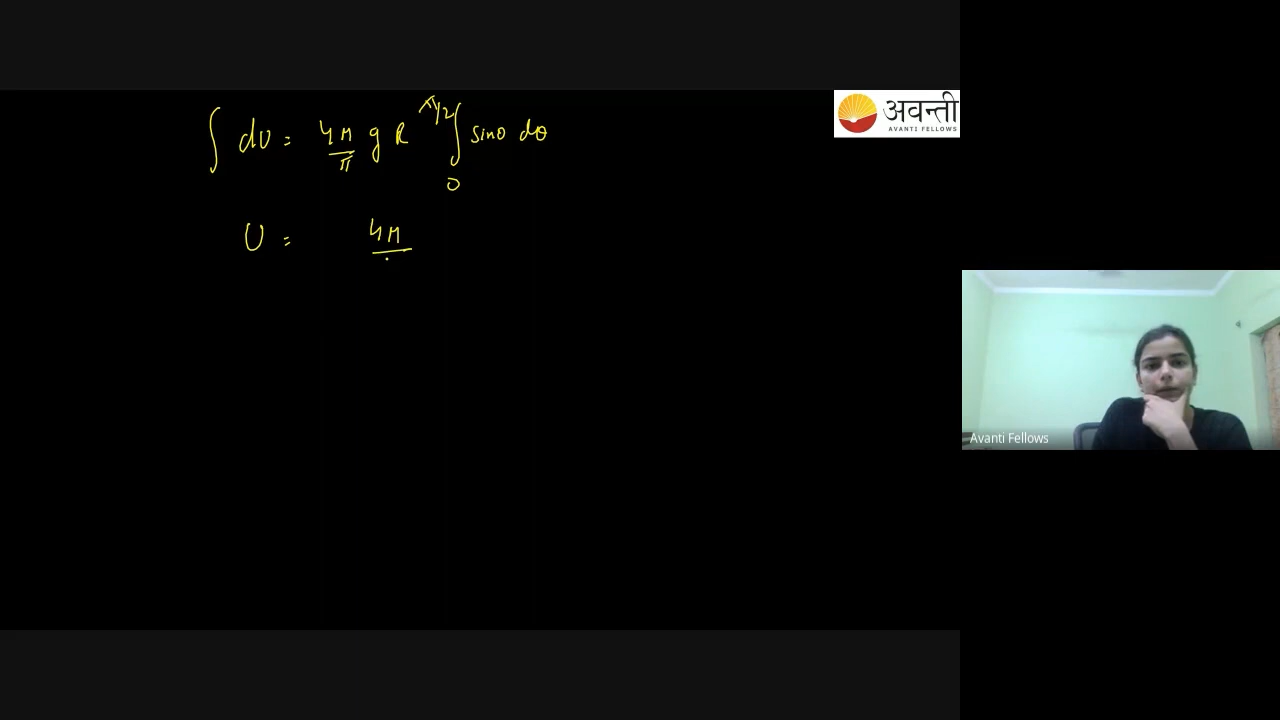 अवन्ती
AVANTI FELLOWS
∫ dU = 4M/π g R ∫₀^π/2 sinθ dθ
U = 4M
Avanti Fellows